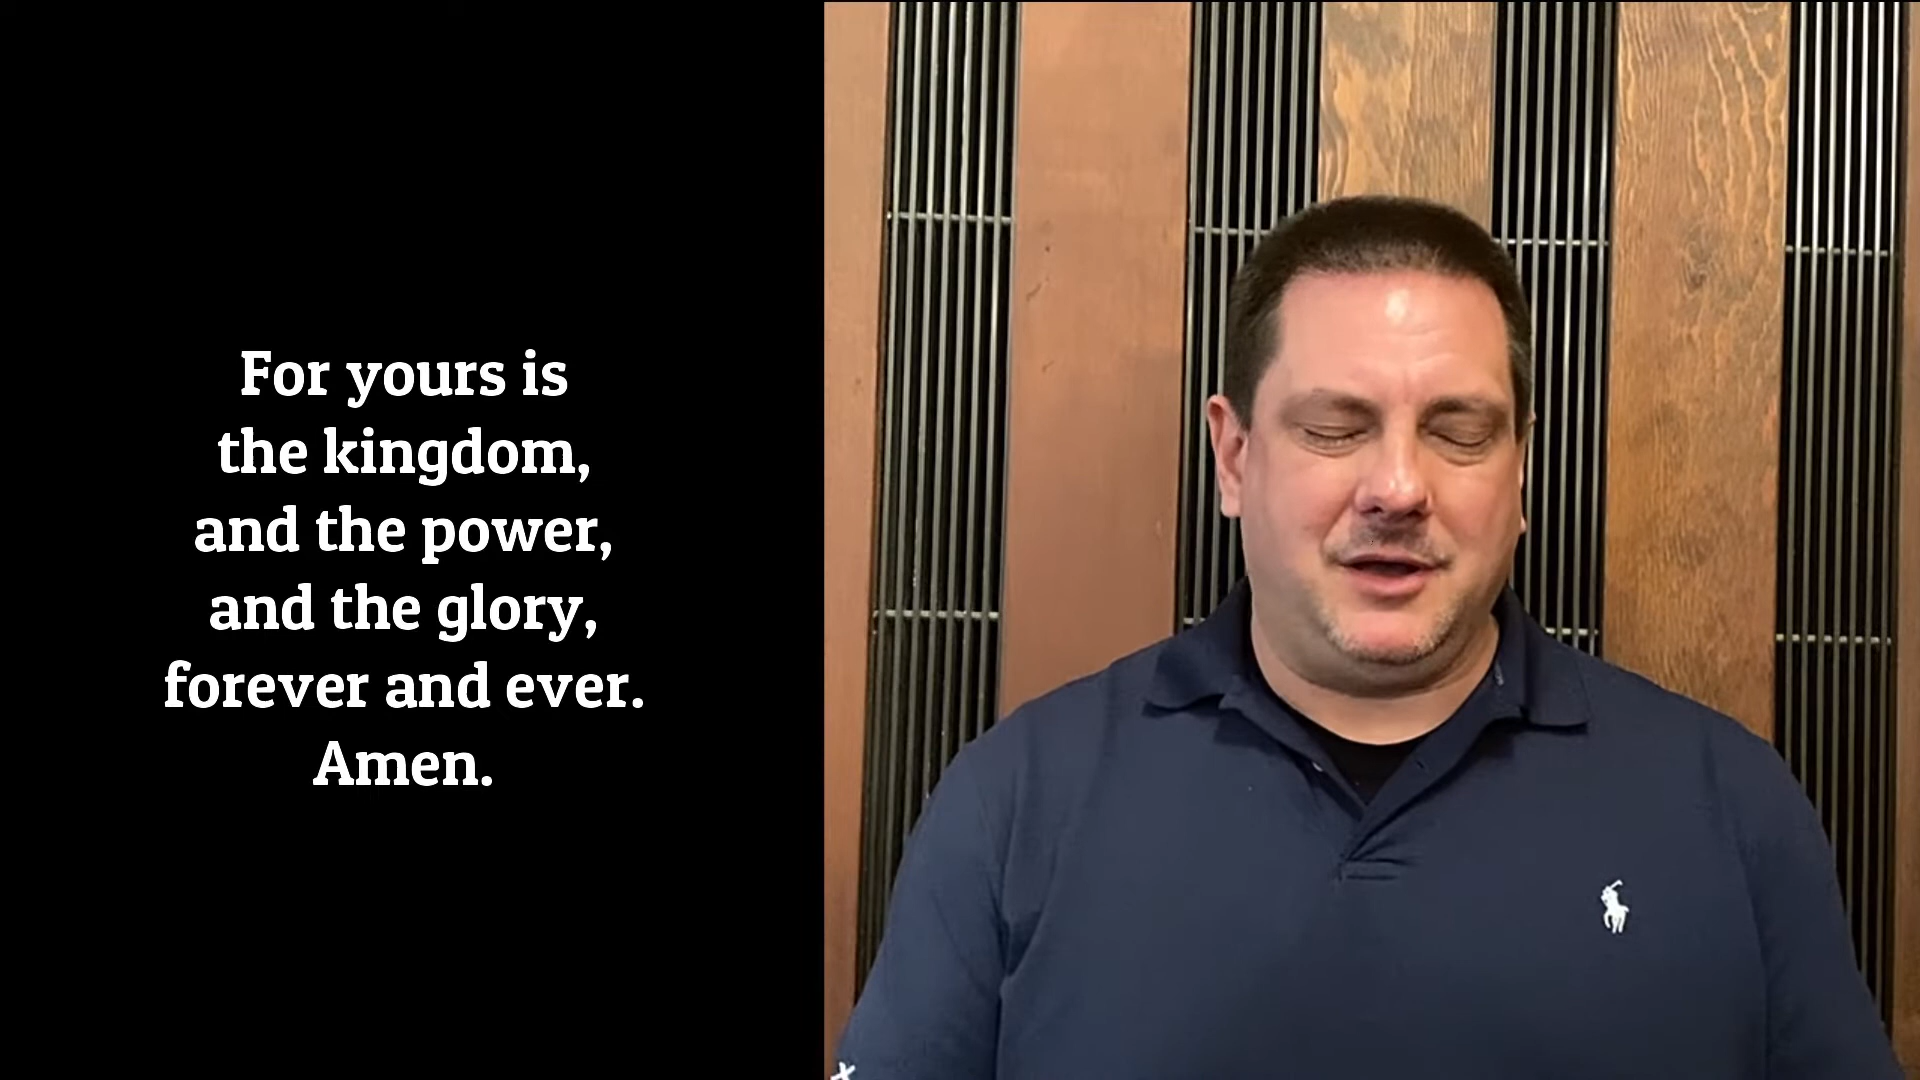 For yours is
the kingdom,
and the power,
and the glory,
forever and ever.
Amen.